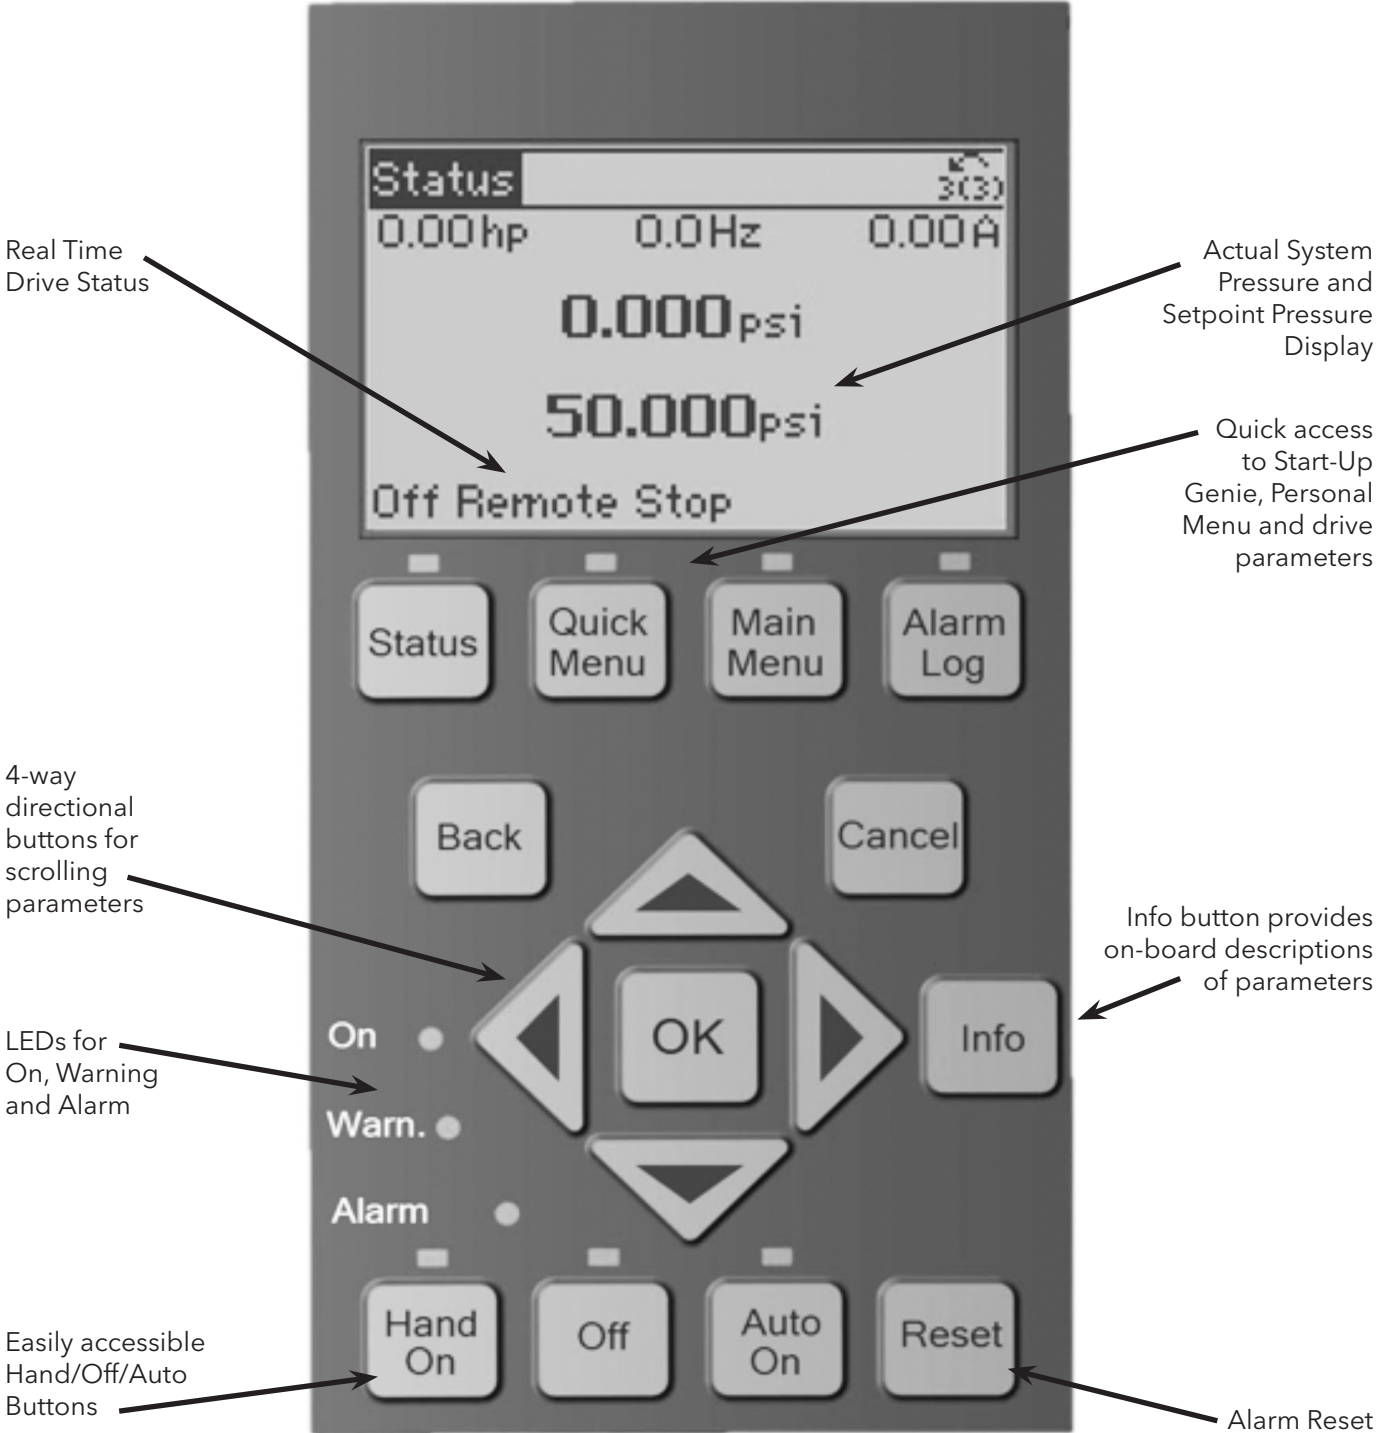 Status
3(3)
0.00hp 0.0Hz 0.00A
0.000psi
50.000psi
Off Remote Stop
Real Time
Drive Status
Actual System
Pressure and
Setpoint Pressure
Display
Quick access
to Start-Up
Genie, Personal
Menu and drive
parameters
Status
Quick
Menu
Main
Menu
Alarm
Log
4-way
directional
buttons for
scrolling
parameters
Back
Cancel
OK
Info
Info button provides
on-board descriptions
of parameters
LEDs for
On, Warning
and Alarm
On
Warn.
Alarm
Hand
On
Off
Auto
On
Reset
Easily accessible
Hand/Off/Auto
Buttons
Alarm Reset